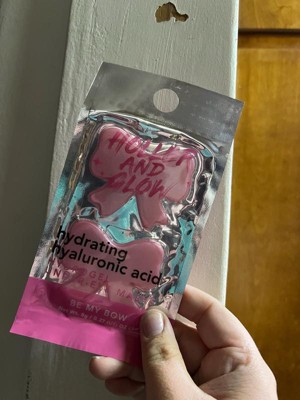 HOLLER
AND
GLOW
hydrating
hyaluronic acid
BE MY BOW